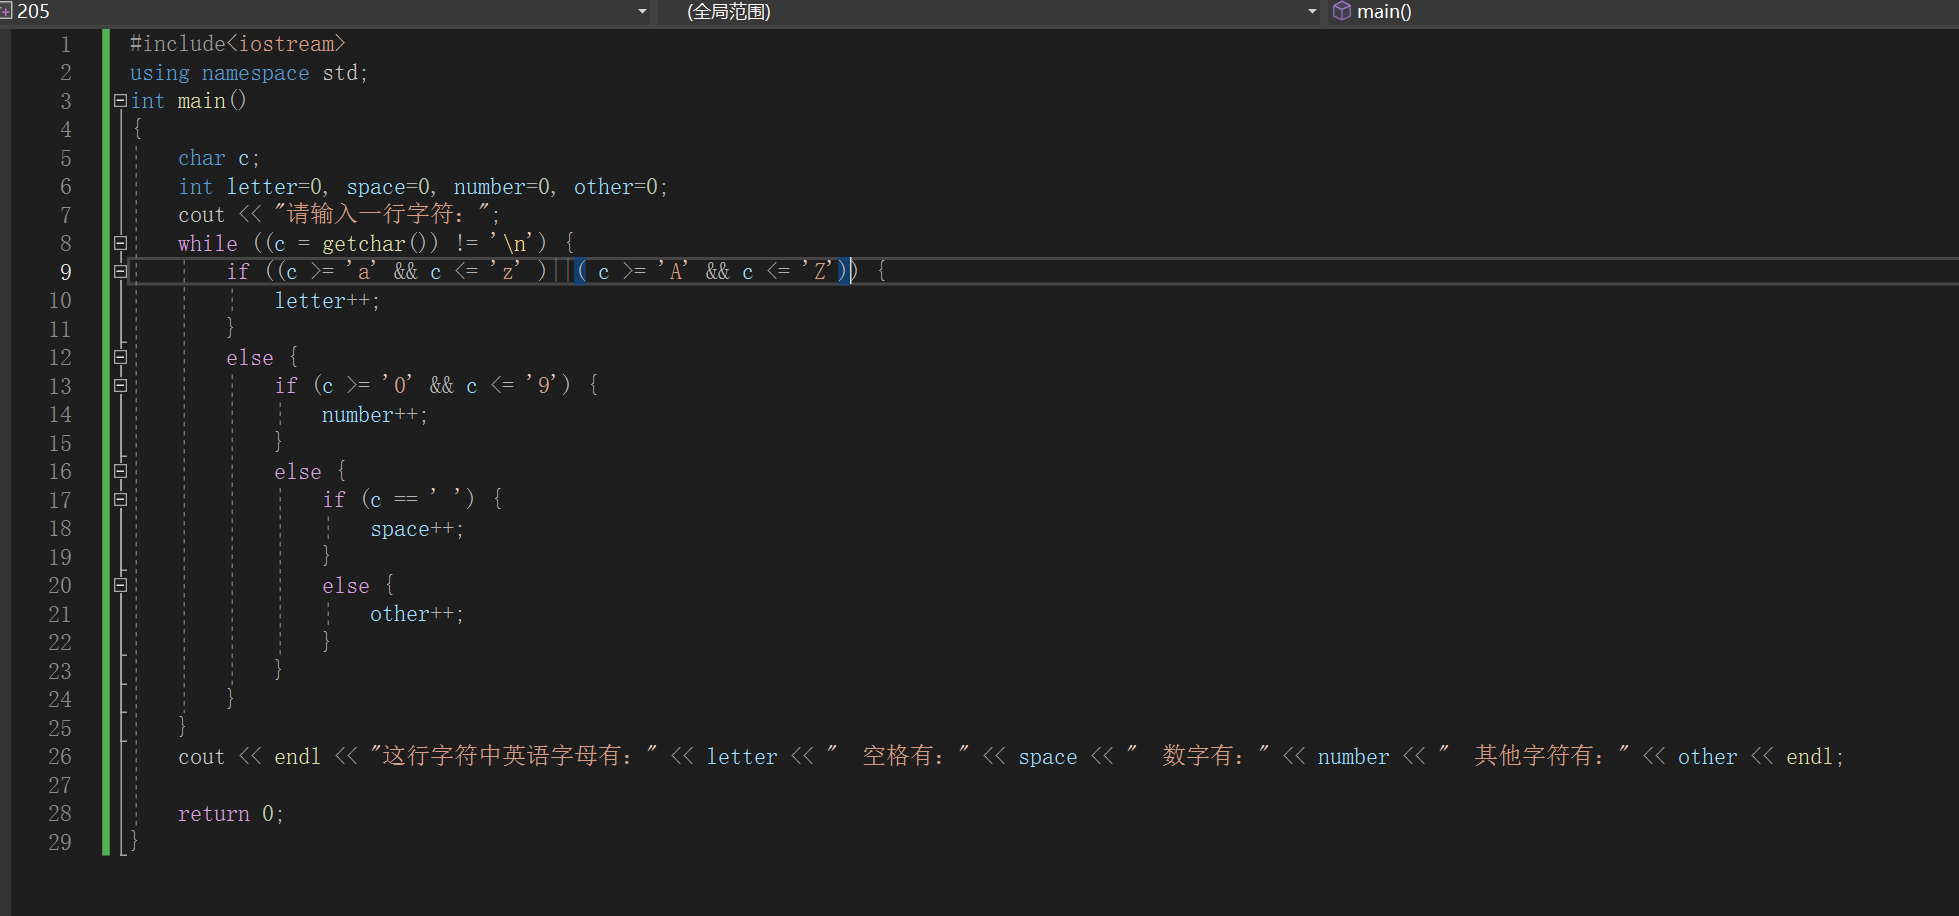 205 (全局范围) main()
1 #include<iostream>
2 using namespace std;
3 int main()
4 {
5 char c;
6 int letter=0, space=0, number=0, other=0;
7 cout << "请输入一行字符: ";
8 while ((c = getchar()) != '\n') {
9 if ((c >= 'a' && c <= 'z' )||( c >= 'A' && c <= 'Z')) {
10 letter++;
11 }
12 else {
13 if (c >= '0' && c <= '9') {
14 number++;
15 }
16 else {
17 if (c == ' ') {
18 space++;
19 }
20 else {
21 other++;
22 }
23 }
24 }
25 }
26 cout << endl << "这行字符中英语字母有: " << letter << "  空格有: " << space << "  数字有: " << number << "  其他字符有: " << other << endl;
27
28 return 0;
29 }